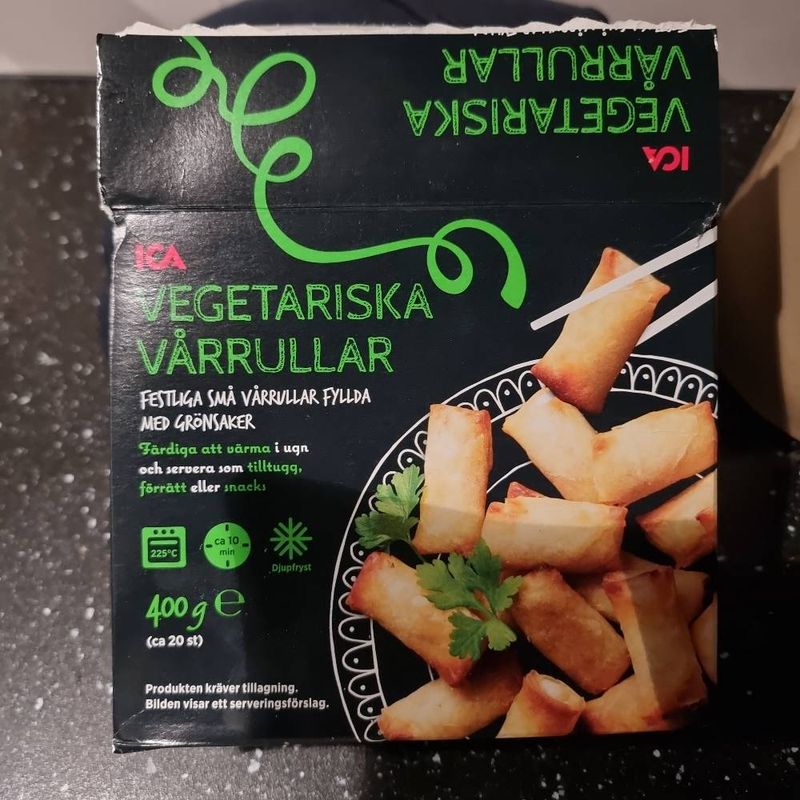 VEGETARISKA
VÅRRULLAR
ICA
ICA
VEGETARISKA
VÅRRULLAR
FESTLIGA SMÅ VÅRRULLAR FYLLDA
MED GRÖNSAKER
Färdiga att värma i ugn
och servera som tilltugg,
förrätt eller snacks
225°C
ca 10
min
Djupfryst
400 g ℮
(ca 20 st)
Produkten kräver tillagning.
Bilden visar ett serveringsförslag.